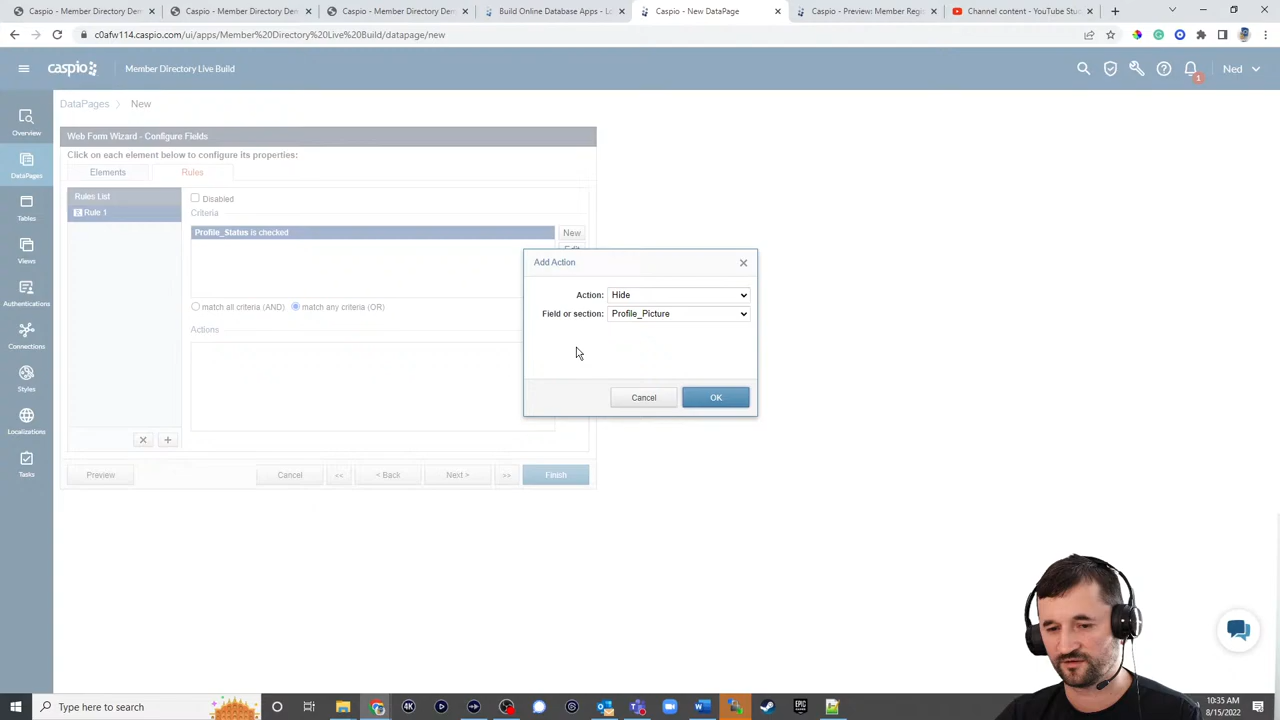 Caspio - Member Directory Dem
Caspio - Member Directory Dem
Caspio - Member Directory Dem
Build Online Database Apps - Lo
Caspio - New DataPage
Caspio - Preview: Member Regi
Channel content - YouTube Stu
c0afw114.caspio.com/ui/apps/Member%20Directory%20Live%20Build/datapage/new
caspio
Member Directory Live Build
1
Ned
Overview
DataPages
Tables
Views
Authentications
Connections
Styles
Localizations
Tasks
DataPages
New
Web Form Wizard - Configure Fields
Click on each element below to configure its properties:
Elements
Rules
Rules List
Rule 1
Disabled
Criteria
Profile_Status is checked
New
match all criteria (AND)
match any criteria (OR)
Actions
Preview
Cancel
<<
< Back
Next >
>>
Finish
Add Action
Action:
Hide
Field or section:
Profile_Picture
Cancel
OK
Type here to search
4K
EPIC GAMES
10:35 AM
8/15/2022